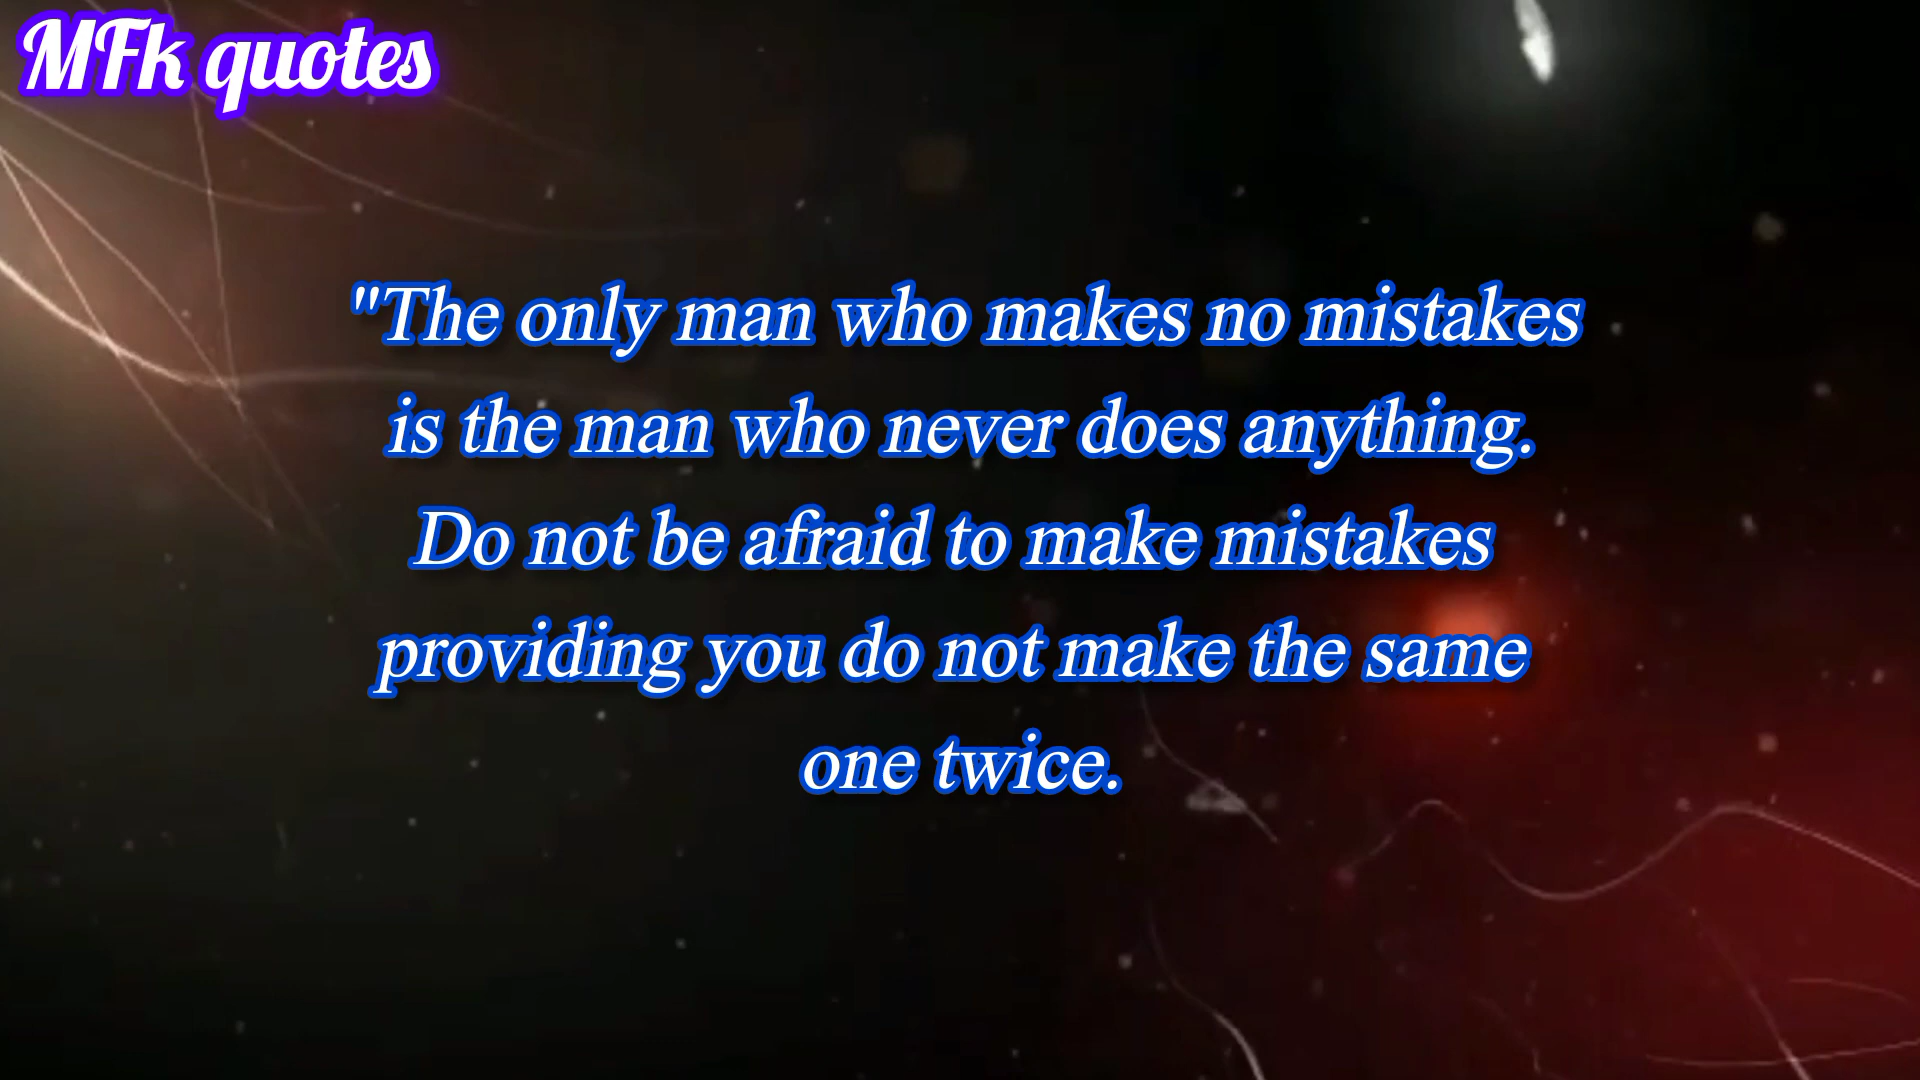 MFk quotes
"The only man who makes no mistakes
is the man who never does anything.
Do not be afraid to make mistakes
providing you do not make the same
one twice.